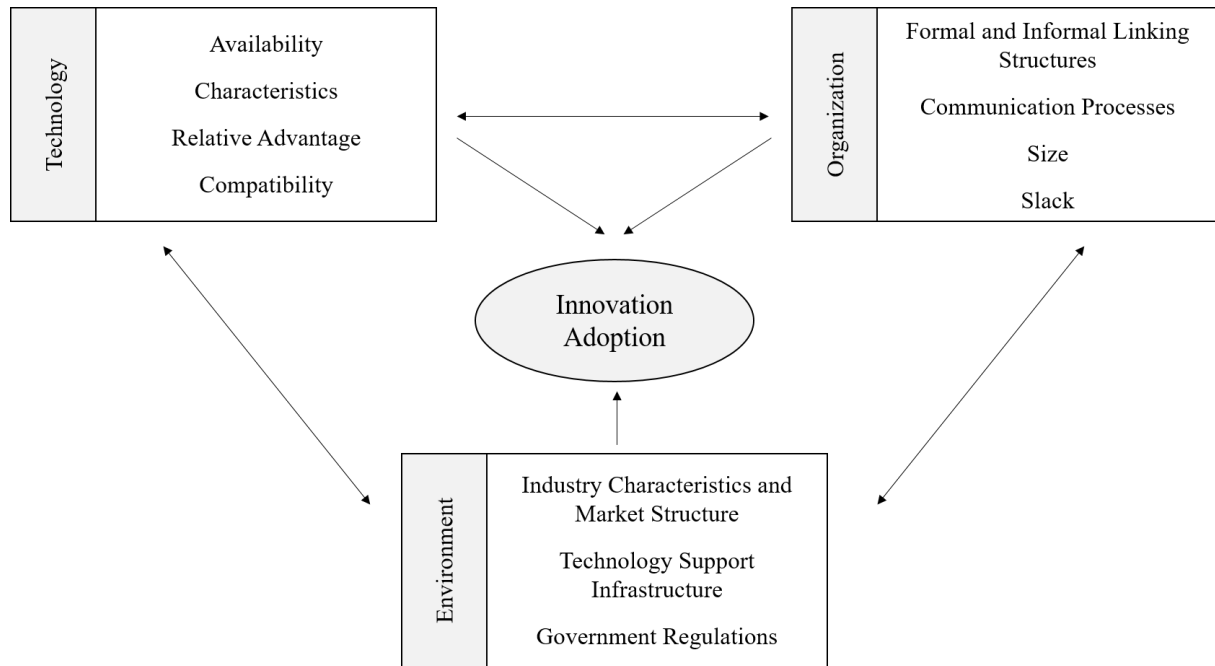 Technology
Availability
Characteristics
Relative Advantage
Compatibility
Organization
Formal and Informal Linking
Structures
Communication Processes
Size
Slack
Innovation
Adoption
Environment
Industry Characteristics and
Market Structure
Technology Support
Infrastructure
Government Regulations